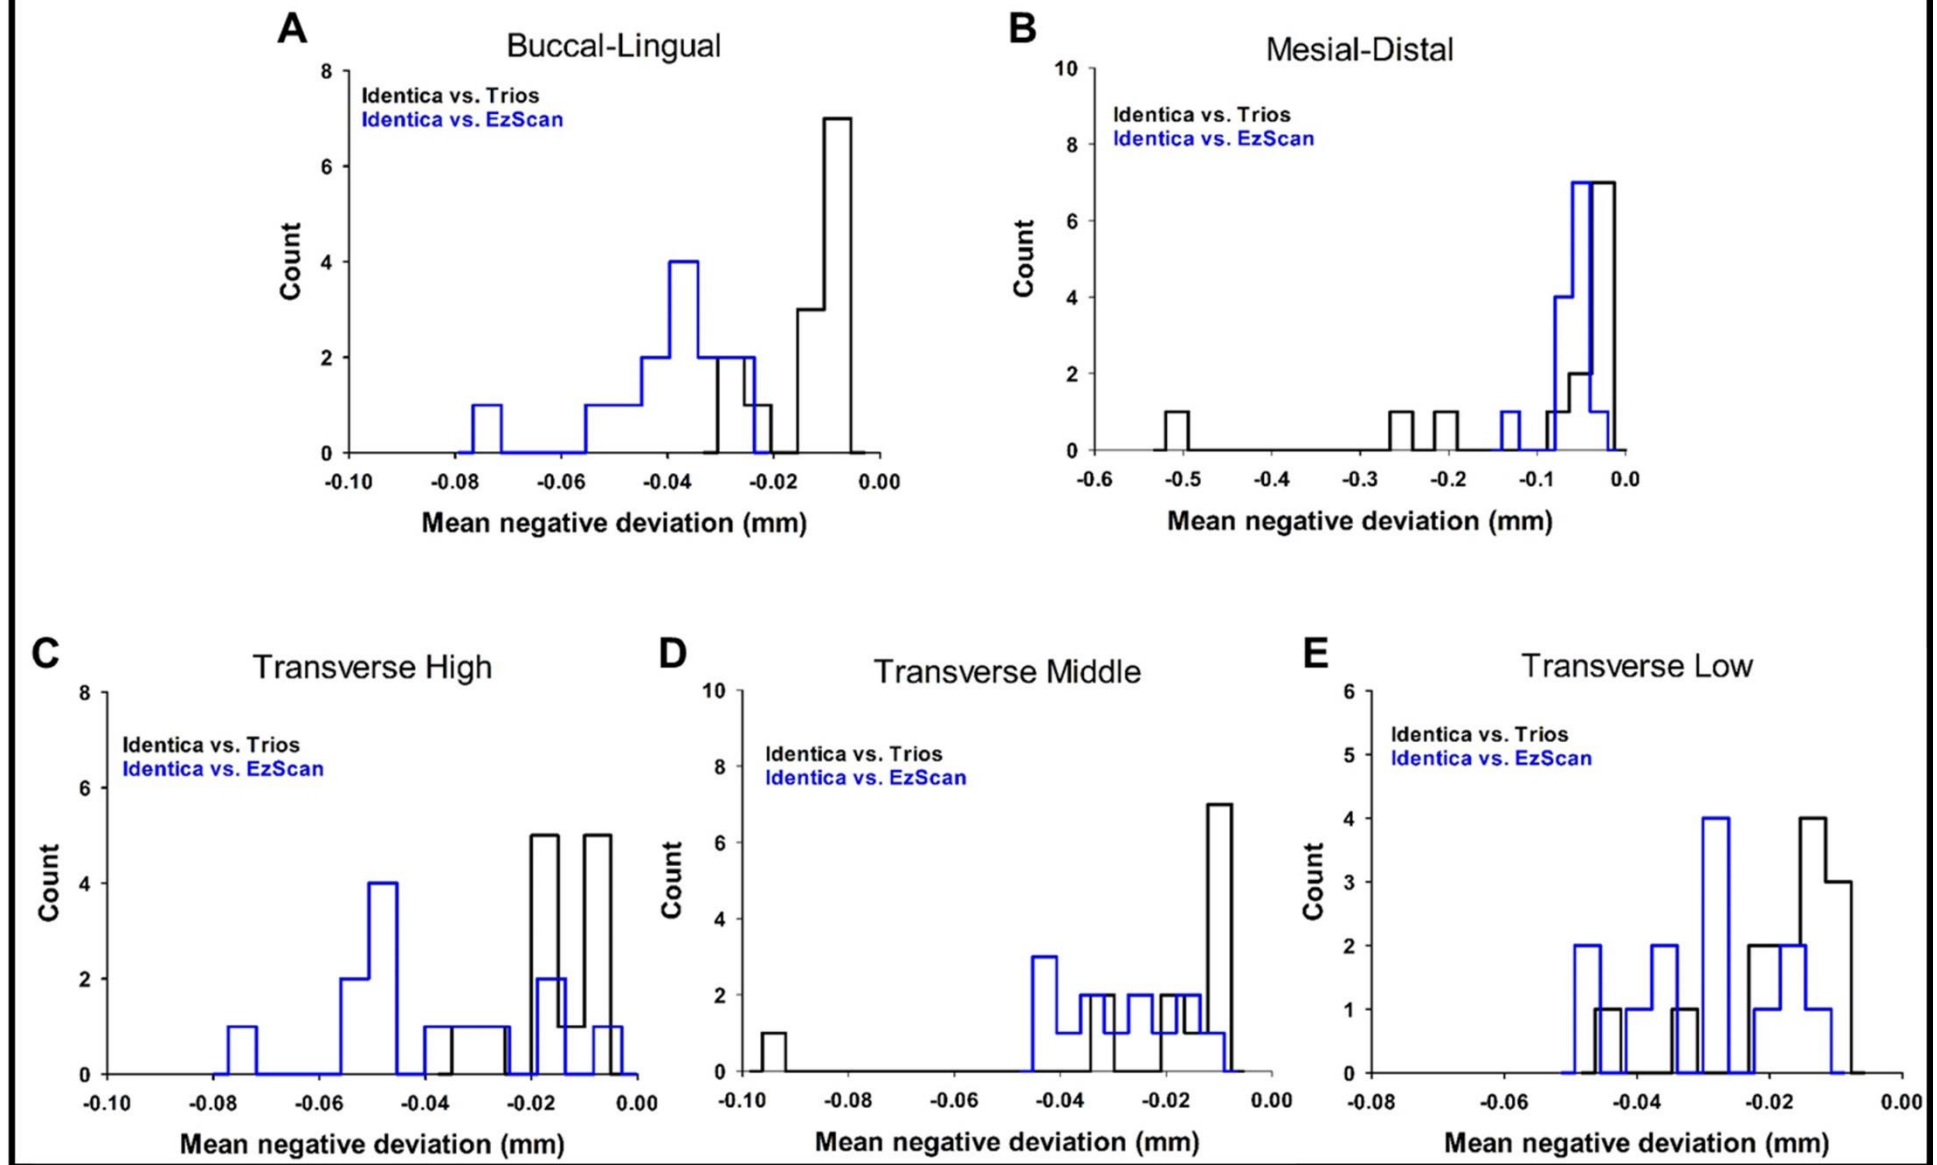 A
Buccal-Lingual
8
6
4
2
0
Count
Identica vs. Trios
Identica vs. EzScan
-0.10 -0.08 -0.06 -0.04 -0.02 0.00
Mean negative deviation (mm)
B
Mesial-Distal
10
8
6
4
2
0
Count
Identica vs. Trios
Identica vs. EzScan
-0.6 -0.5 -0.4 -0.3 -0.2 -0.1 0.0
Mean negative deviation (mm)
C
Transverse High
8
6
4
2
0
Count
Identica vs. Trios
Identica vs. EzScan
-0.10 -0.08 -0.06 -0.04 -0.02 0.00
Mean negative deviation (mm)
D
Transverse Middle
10
8
6
4
2
0
Count
Identica vs. Trios
Identica vs. EzScan
-0.10 -0.08 -0.06 -0.04 -0.02 0.00
Mean negative deviation (mm)
E
Transverse Low
6
5
4
3
2
1
0
Count
Identica vs. Trios
Identica vs. EzScan
-0.08 -0.06 -0.04 -0.02 0.00
Mean negative deviation (mm)